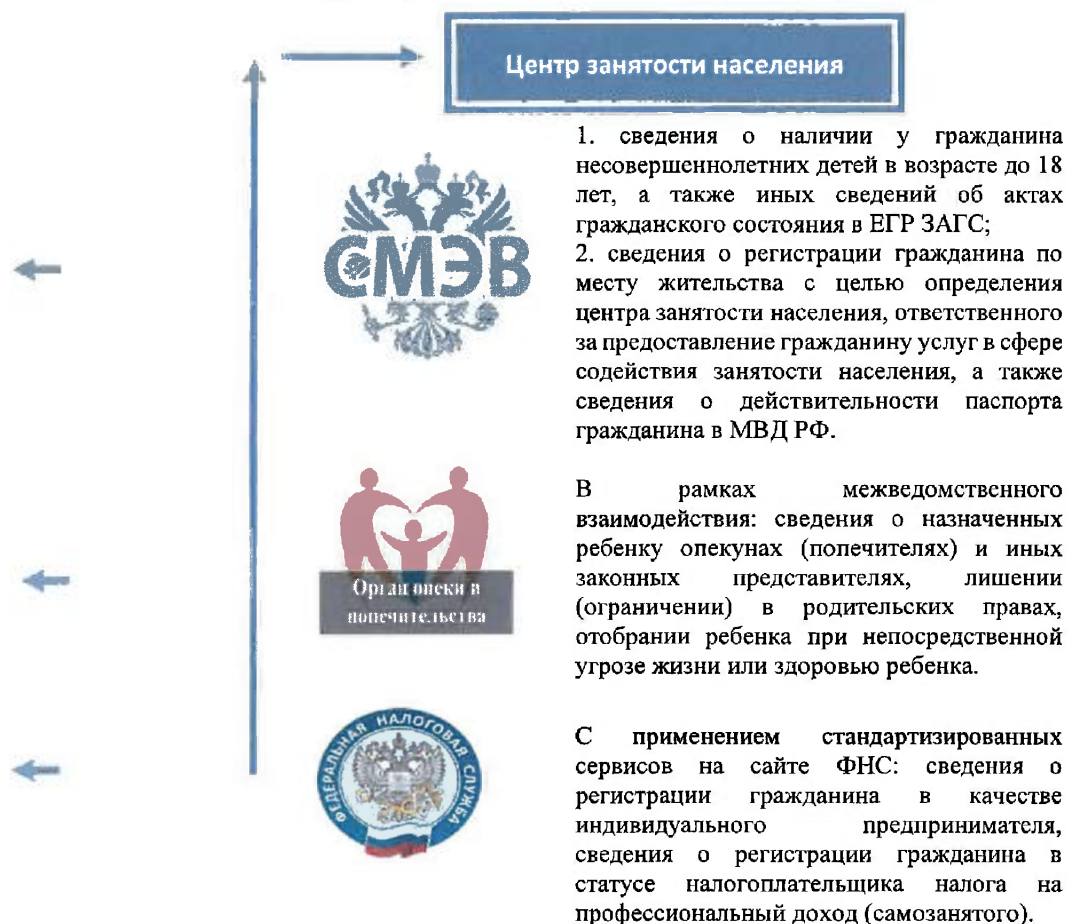 Центр занятости населения
1. сведения о наличии у гражданина
несовершеннолетних детей в возрасте до 18
лет, а также иных сведений об актах
гражданского состояния в ЕГР ЗАГС;
2. сведения о регистрации гражданина по
месту жительства с целью определения
центра занятости населения, ответственного
за предоставление гражданину услуг в сфере
содействия занятости населения, а также
сведения о действительности паспорта
гражданина в МВД РФ.
СМЭВ
В рамках межведомственного
взаимодействия: сведения о назначенных
ребенку опекунах (попечителях) и иных
законных представителях, лишении
(ограничении) в родительских правах,
отобрании ребенка при непосредственной
угрозе жизни или здоровью ребенка.
Орган опеки и
попечительства
С применением стандартизированных
сервисов на сайте ФНС: сведения о
регистрации гражданина в качестве
индивидуального предпринимателя,
сведения о регистрации гражданина в
статусе налогоплательщика налога на
профессиональный доход (самозанятого).
ФЕДЕРАЛЬНАЯ НАЛОГОВАЯ СЛУЖБА